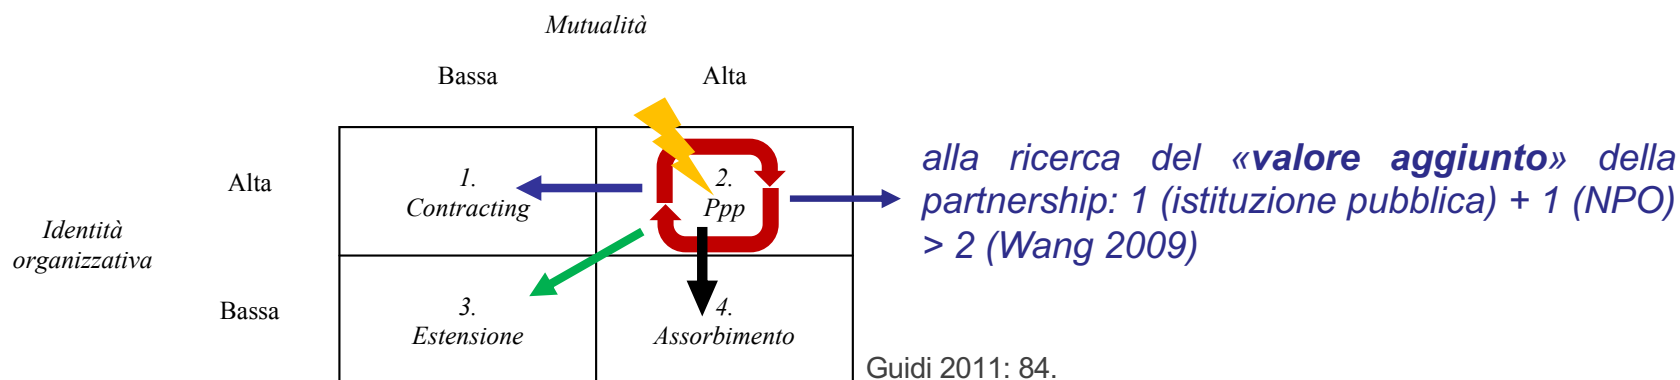 Mutualità
Bassa
Alta
Identità
organizzativa
Alta
1.
Contracting
2.
Ppp
Bassa
3.
Estensione
4.
Assorbimento
alla ricerca del «valore aggiunto» della
partnership: 1 (istituzione pubblica) + 1 (NPO)
> 2 (Wang 2009)
Guidi 2011: 84.